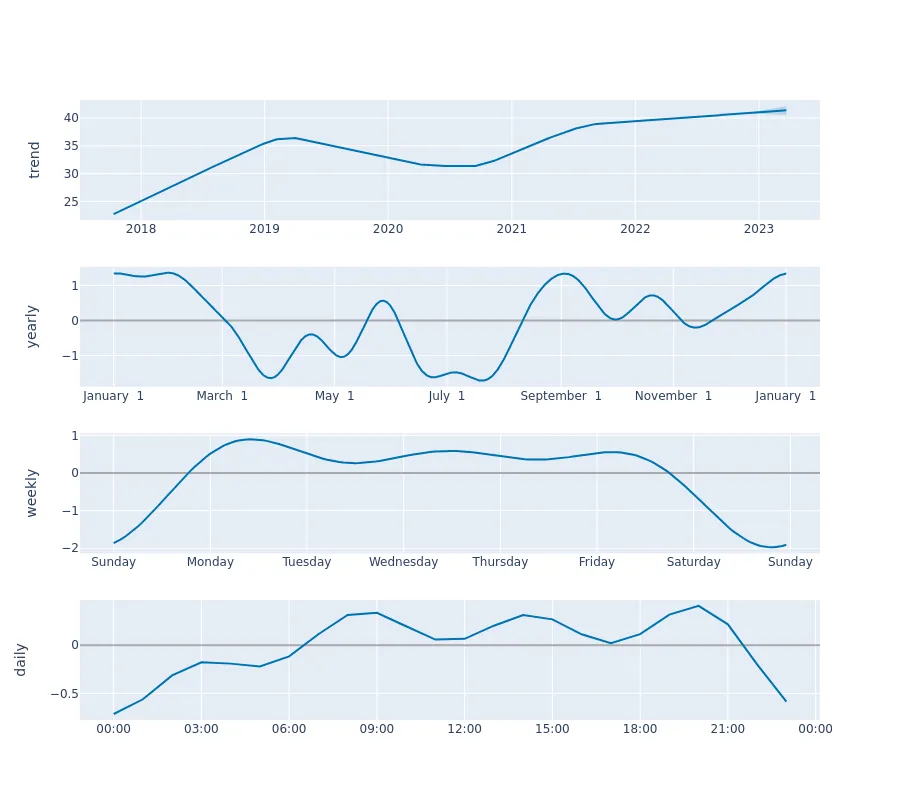 trend
40
35
30
25
2018 2019 2020 2021 2022 2023
yearly
1
0
−1
January 1 March 1 May 1 July 1 September 1 November 1 January 1
weekly
1
0
−1
−2
Sunday Monday Tuesday Wednesday Thursday Friday Saturday Sunday
daily
0
−0.5
00:00 03:00 06:00 09:00 12:00 15:00 18:00 21:00 00:00